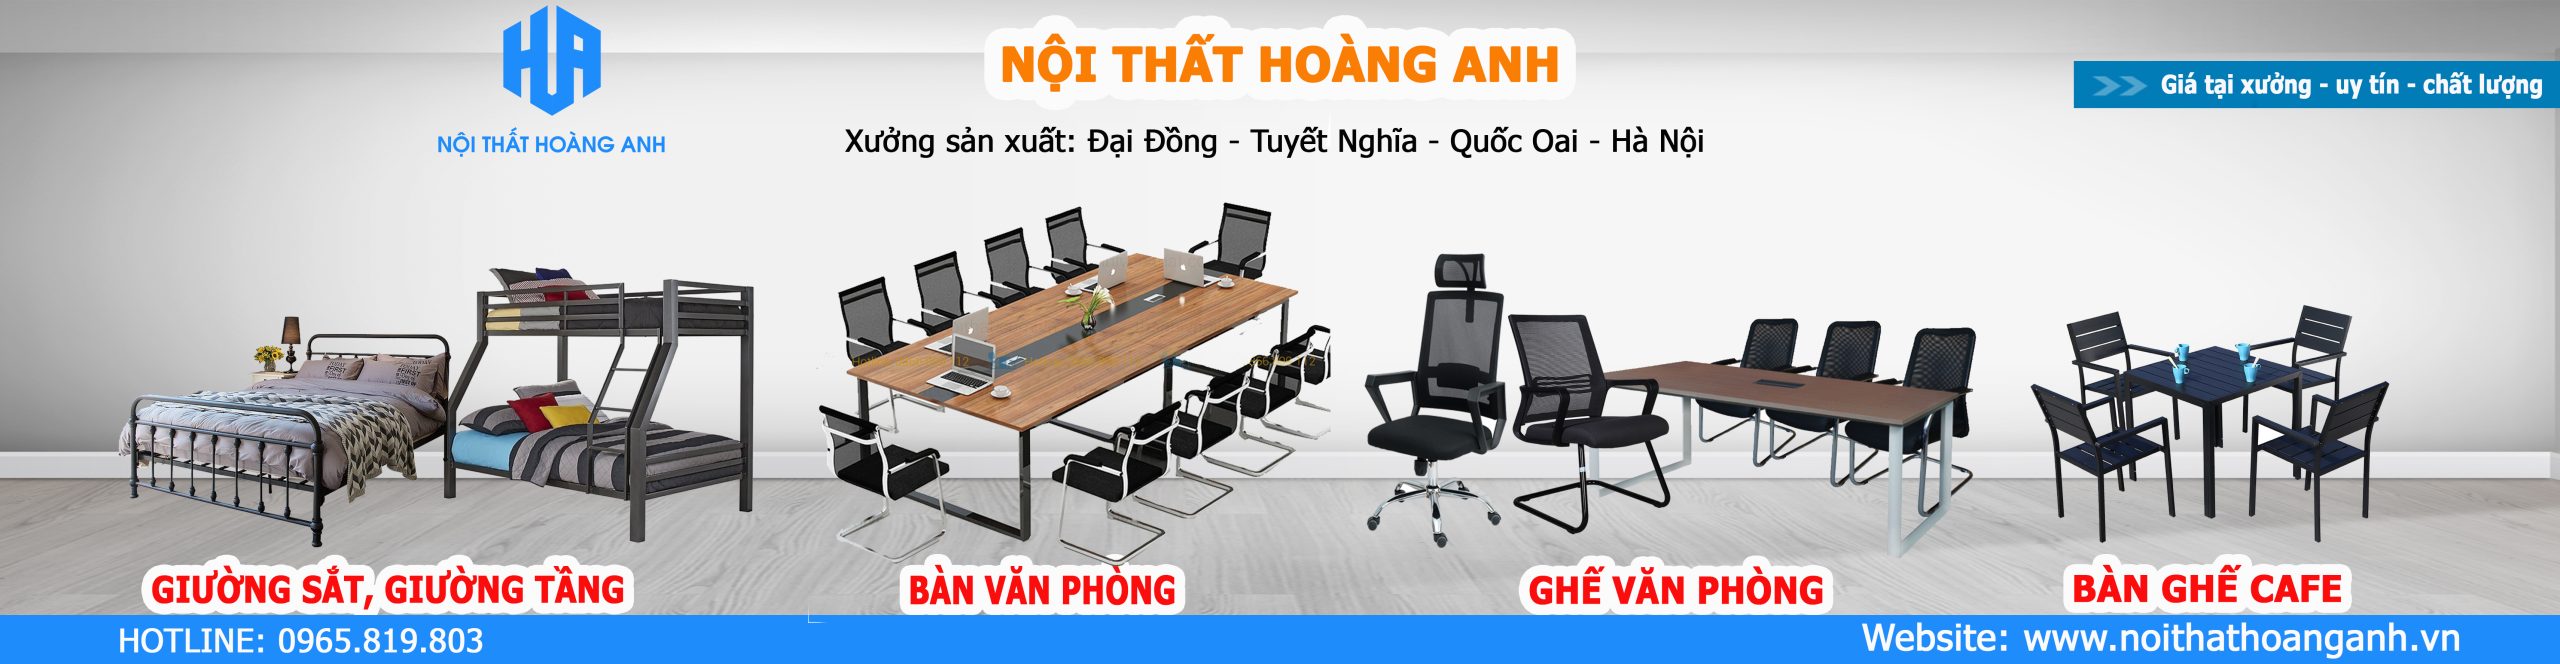 NỘI THẤT HOÀNG ANH
NỘI THẤT HOÀNG ANH
Giá tại xưởng - uy tín - chất lượng
Xưởng sản xuất: Đại Đồng - Tuyết Nghĩa - Quốc Oai - Hà Nội
GIƯỜNG SẮT, GIƯỜNG TẦNG
BÀN VĂN PHÒNG
GHẾ VĂN PHÒNG
BÀN GHẾ CAFE
HOTLINE: 0965.819.803
Website: www.noithathoanganh.vn